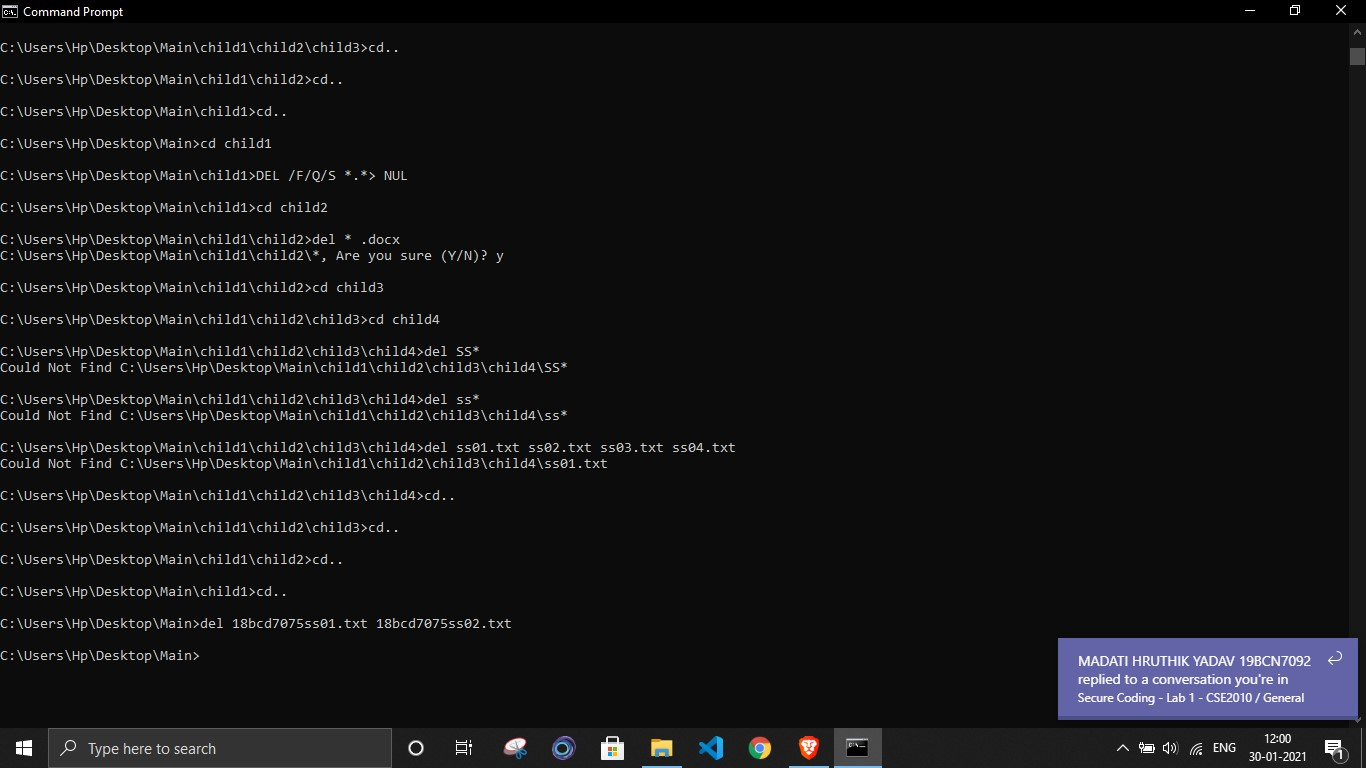 Command Prompt
C:\Users\Hp\Desktop\Main\child1\child2\child3>cd..
C:\Users\Hp\Desktop\Main\child1\child2>cd..
C:\Users\Hp\Desktop\Main\child1>cd..
C:\Users\Hp\Desktop\Main>cd child1
C:\Users\Hp\Desktop\Main\child1>DEL /F/Q/S *.*> NUL
C:\Users\Hp\Desktop\Main\child1>cd child2
C:\Users\Hp\Desktop\Main\child1\child2>del * .docx
C:\Users\Hp\Desktop\Main\child1\child2\*, Are you sure (Y/N)? y
C:\Users\Hp\Desktop\Main\child1\child2>cd child3
C:\Users\Hp\Desktop\Main\child1\child2\child3>cd child4
C:\Users\Hp\Desktop\Main\child1\child2\child3\child4>del SS*
Could Not Find C:\Users\Hp\Desktop\Main\child1\child2\child3\child4\SS*
C:\Users\Hp\Desktop\Main\child1\child2\child3\child4>del ss*
Could Not Find C:\Users\Hp\Desktop\Main\child1\child2\child3\child4\ss*
C:\Users\Hp\Desktop\Main\child1\child2\child3\child4>del ss01.txt ss02.txt ss03.txt ss04.txt
Could Not Find C:\Users\Hp\Desktop\Main\child1\child2\child3\child4\ss01.txt
C:\Users\Hp\Desktop\Main\child1\child2\child3\child4>cd..
C:\Users\Hp\Desktop\Main\child1\child2\child3>cd..
C:\Users\Hp\Desktop\Main\child1\child2>cd..
C:\Users\Hp\Desktop\Main\child1>cd..
C:\Users\Hp\Desktop\Main>del 18bcd7075ss01.txt 18bcd7075ss02.txt
C:\Users\Hp\Desktop\Main>
MADATI HRUTHIK YADAV 19BCN7092
replied to a conversation you're in
Secure Coding - Lab 1 - CSE2010 / General
Type here to search
ENG
12:00
30-01-2021
1